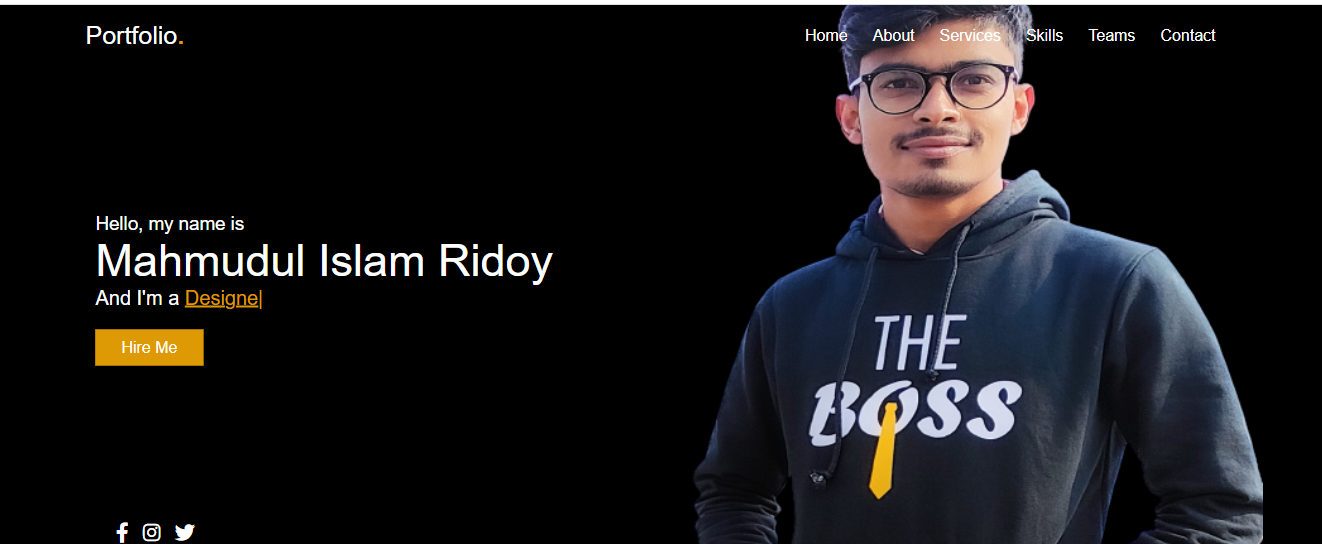 Portfolio.
Home About Services Skills Teams Contact
Hello, my name is
Mahmudul Islam Ridoy
And I'm a Designe|
Hire Me
THE
BOSS